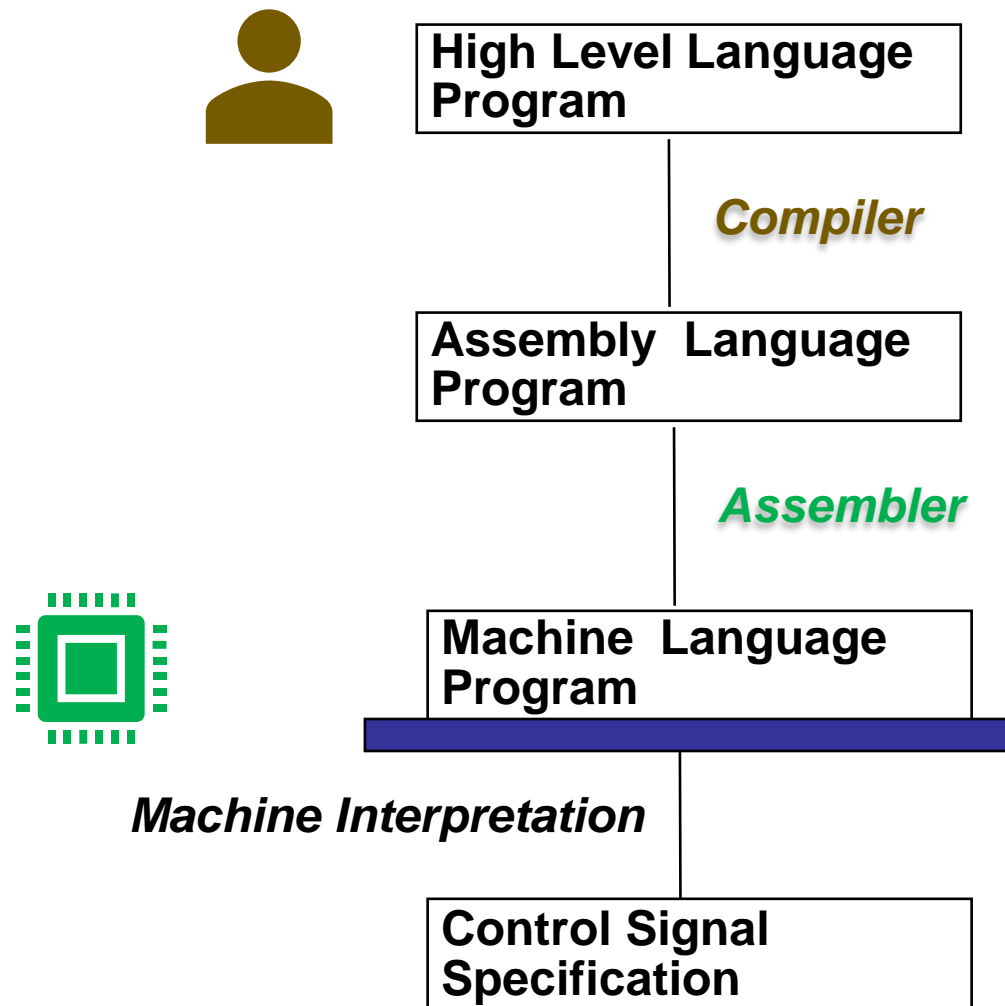 High Level Language
Program
Compiler
Assembly Language
Program
Assembler
Machine Language
Program
Machine Interpretation
Control Signal
Specification